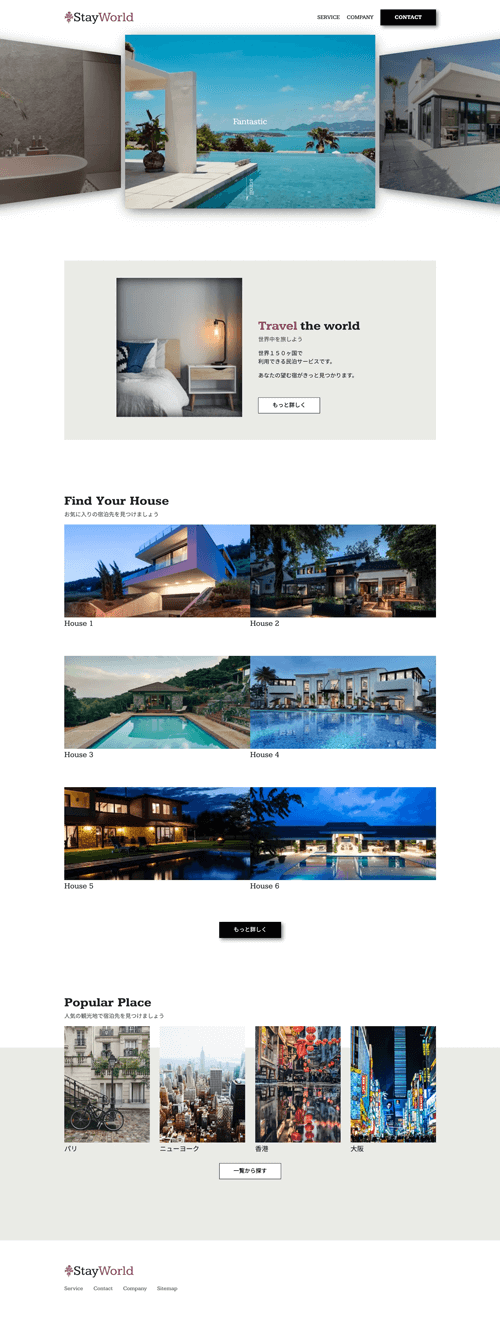 StayWorld
SERVICE COMPANY CONTACT
Fantastic
Travel the world
世界中を旅しよう
世界１５０ヶ国で
利用できる民泊サービスです。
あなたの望む宿がきっと見つかります。
もっと詳しく
Find Your House
お気に入りの宿泊先を見つけましょう
House 1
House 2
House 3
House 4
House 5
House 6
もっと詳しく
Popular Place
人気の観光地で宿泊先を見つけましょう
パリ
ニューヨーク
香港
大阪
一覧から探す
StayWorld
Service Contact Company Sitemap